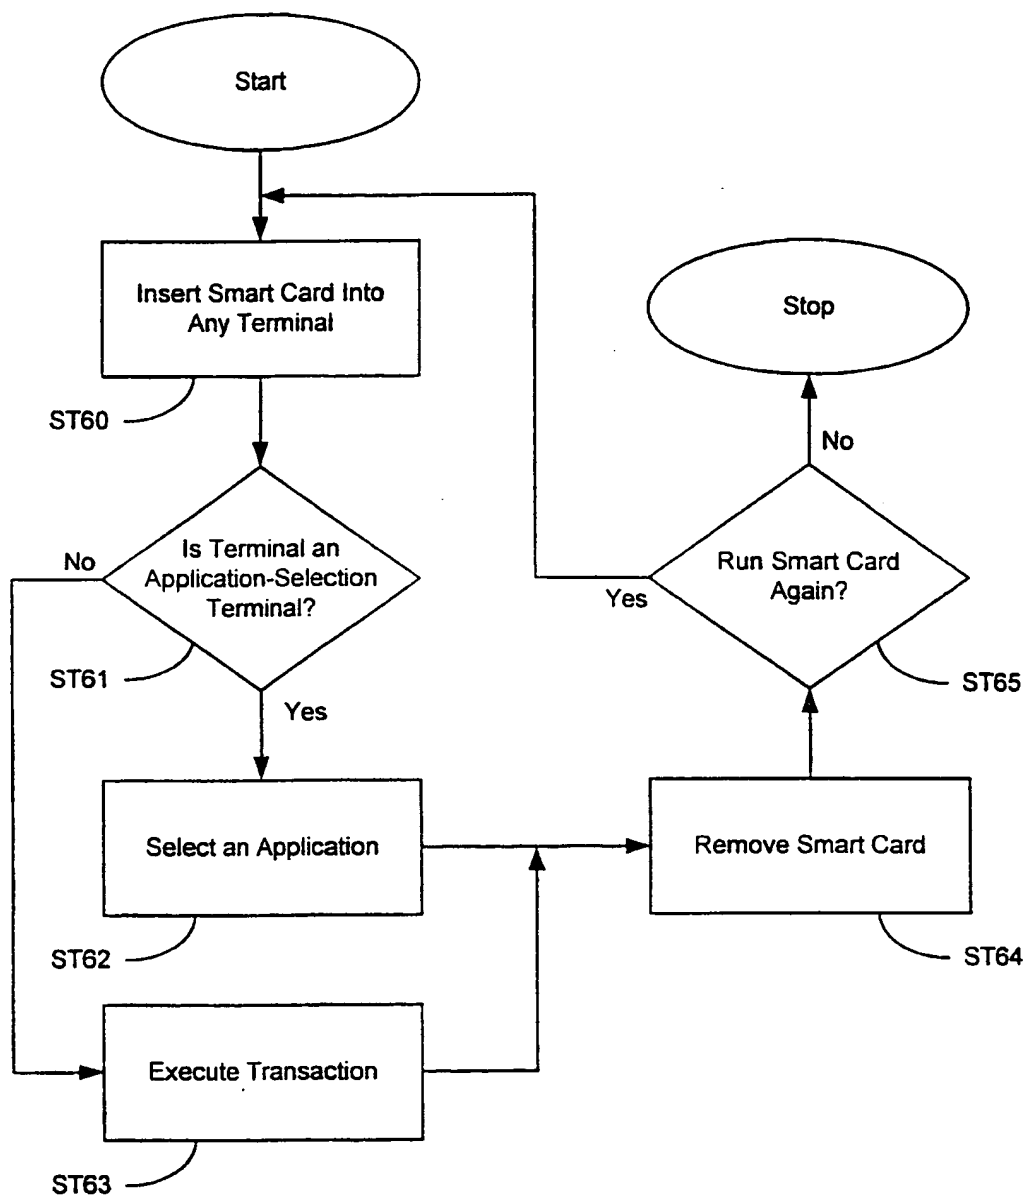 Start
Insert Smart Card Into
Any Terminal
ST60
Is Terminal an
Application-Selection
Terminal?
No
ST61
Yes
Select an Application
ST62
Execute Transaction
ST63
Stop
No
Run Smart Card
Again?
Yes
ST65
Remove Smart Card
ST64